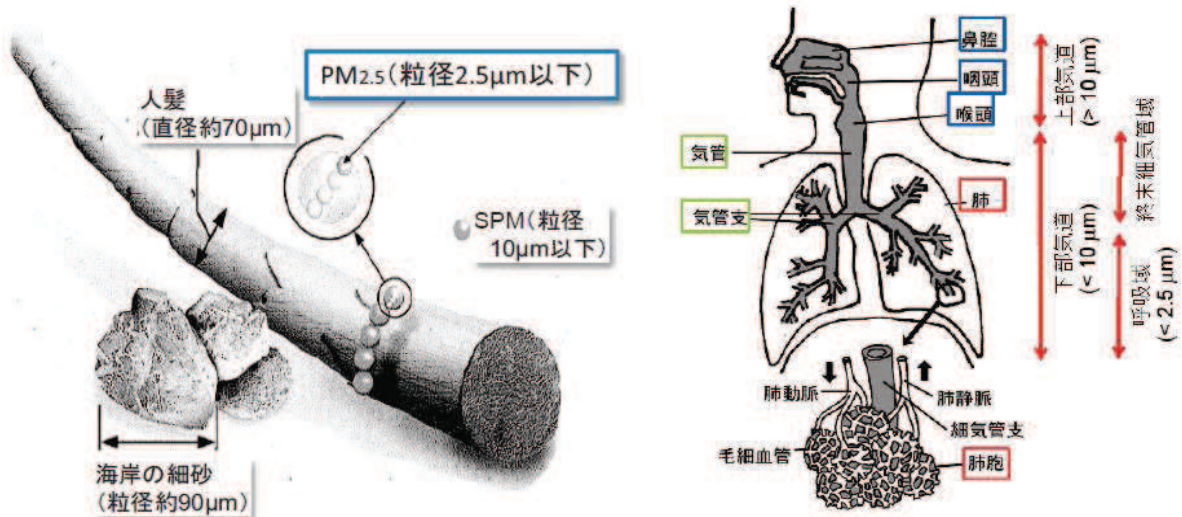 PM2.5(粒径2.5μm以下)
人髪
(直径約70μm)
SPM(粒径
10μm以下)
海岸の細砂
(粒径約90μm)
鼻腔
咽頭
喉頭
気管
気管支
肺
肺動脈
肺静脈
細気管支
毛細血管
肺胞
上部気道
(> 10 μm)
下部気道
(< 10 μm)
終末細気管域
呼吸域
(< 2.5 μm)